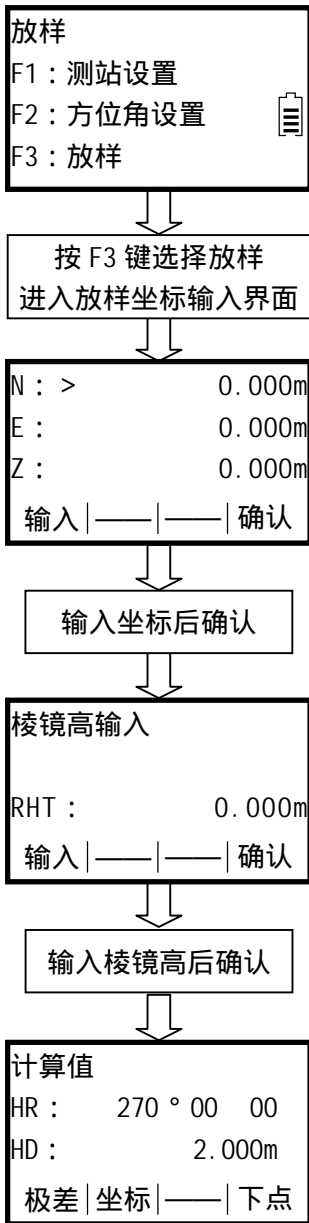 放样
F1：测站设置
F2：方位角设置
F3：放样
按 F3 键选择放样
进入放样坐标输入界面
N：> 0.000m
E： 0.000m
Z： 0.000m
输入|——|——|确认
输入坐标后确认
棱镜高输入
RHT： 0.000m
输入|——|——|确认
输入棱镜高后确认
计算值
HR： 270 ° 00 00
HD： 2.000m
极差|坐标|——|下点